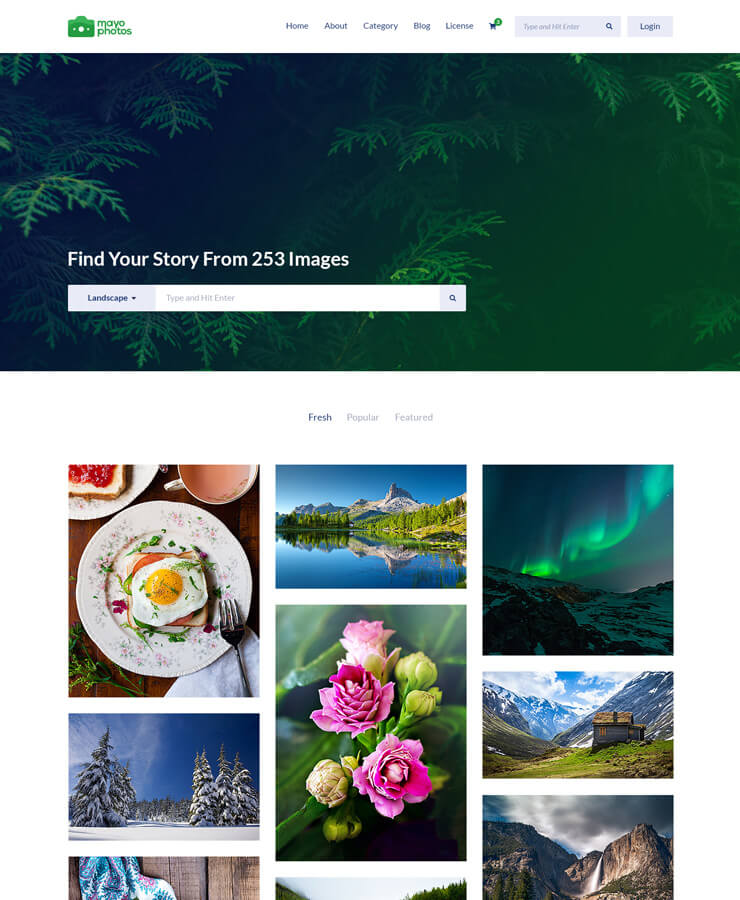 mayo
photos
Home About Category Blog License 3 Type and Hit Enter Login
Find Your Story From 253 Images
Landscape Type and Hit Enter
Fresh Popular Featured